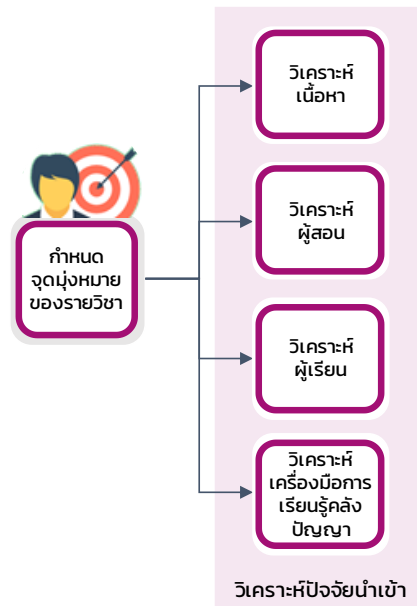 กำหนด
จุดมุ่งหมาย
ของรายวิชา
วิเคราะห์
เนื้อหา
วิเคราะห์
ผู้สอน
วิเคราะห์
ผู้เรียน
วิเคราะห์
เครื่องมือการ
เรียนรู้คลัง
ปัญญา
วิเคราะห์ปัจจัยนำเข้า